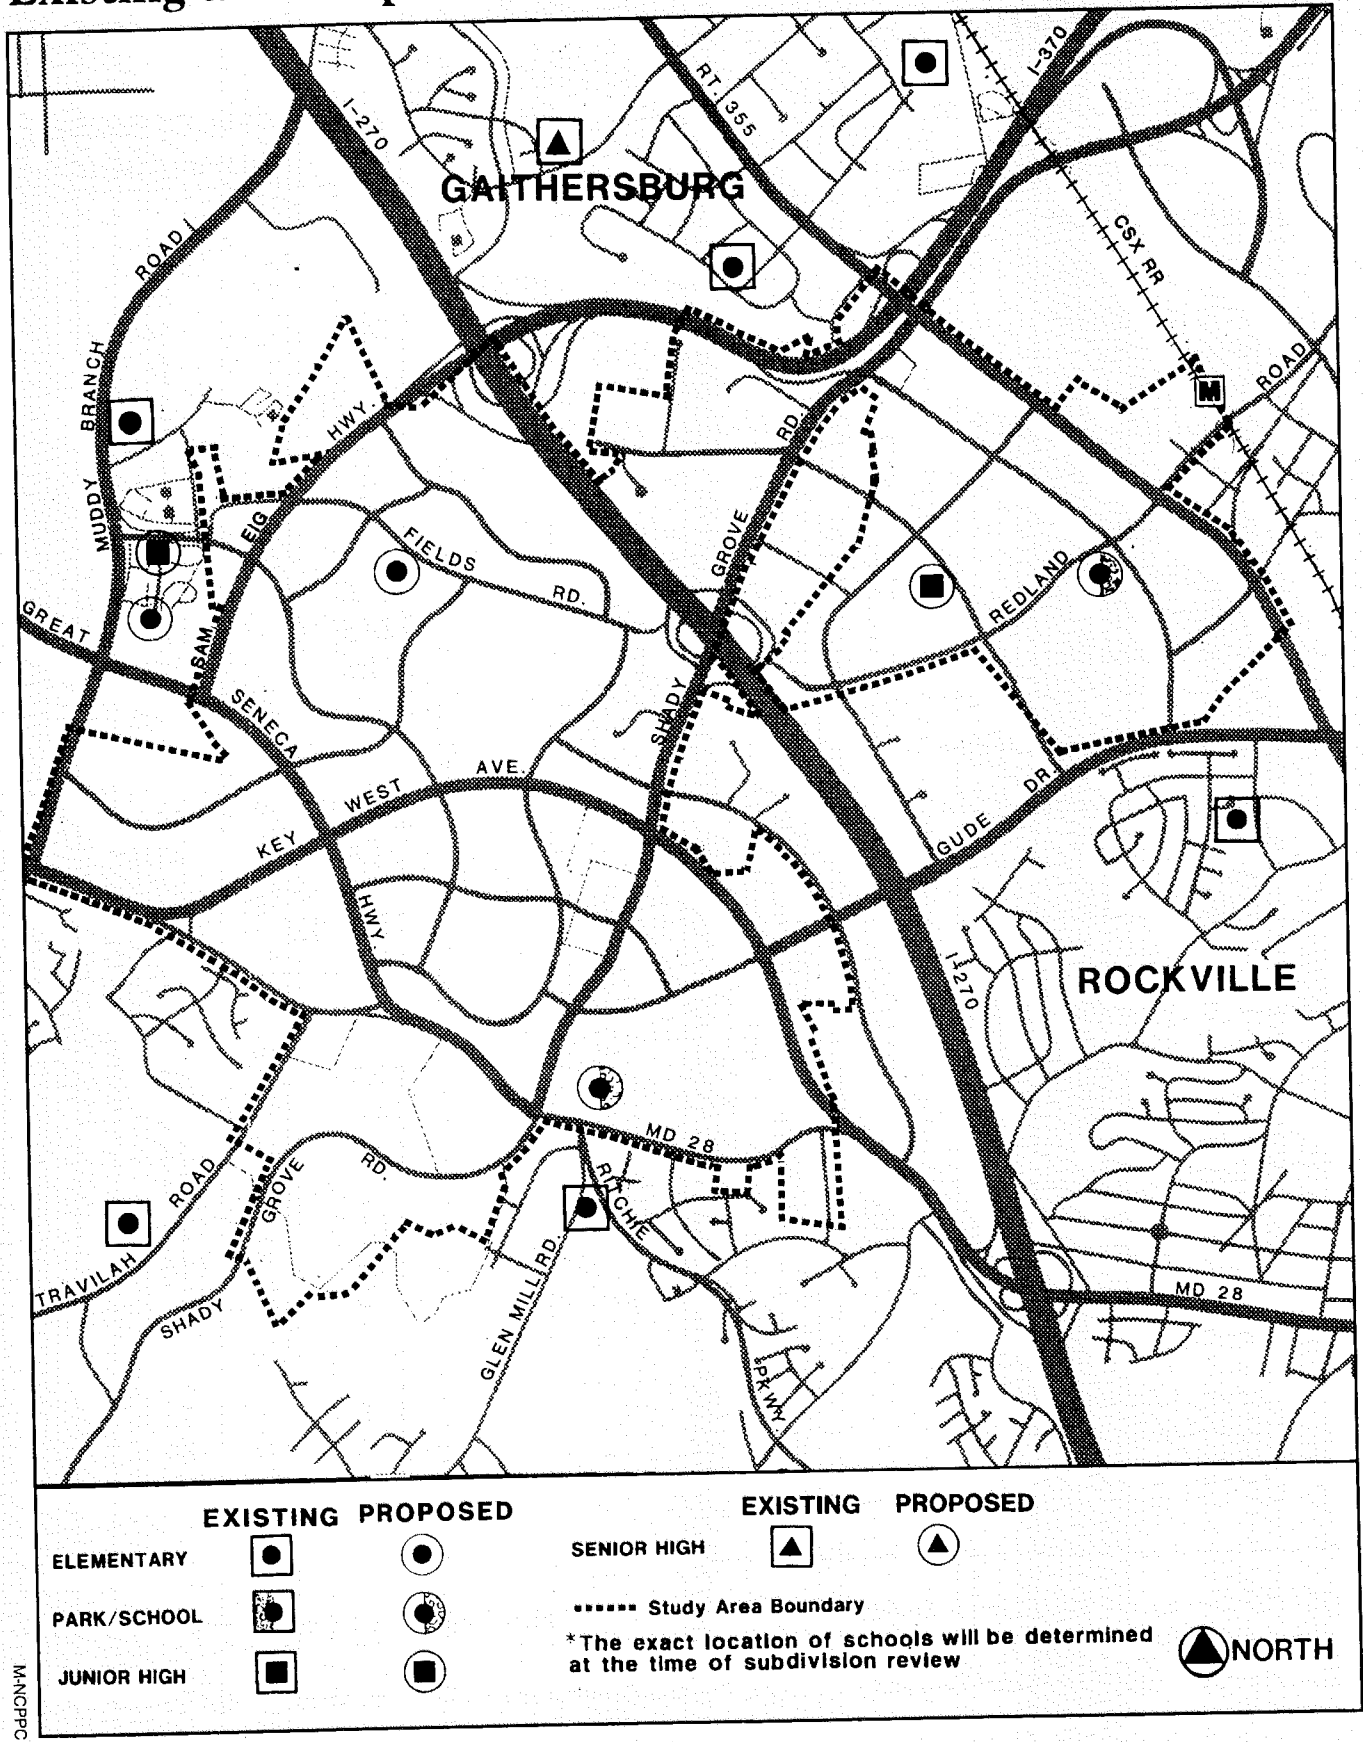 Existing
I-270
RT. 355
I-370
GAITHERSBURG
CSX RR
ROAD
BRANCH
MUDDY
HWY.
EIG
SAM
ROAD
M
RD.
GROVE
SHADY
FIELDS
RD.
REDLAND
GREAT
SENECA
HWY.
KEY
WEST
AVE.
GUDE
DR.
I-270
ROCKVILLE
MD 28
RITCHIE
PKWY.
GROVE
RD.
ROAD
TRAVILAH
SHADY
GLEN MILL RD.
MD 28
EXISTING PROPOSED
ELEMENTARY
PARK/SCHOOL
JUNIOR HIGH
EXISTING PROPOSED
SENIOR HIGH
Study Area Boundary
*The exact location of schools will be determined
at the time of subdivision review
NORTH
M-NCPPC